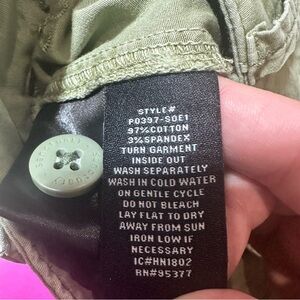 STYLE#
P0397-S0E1
97%COTTON
3%SPANDEX
TURN GARMENT
INSIDE OUT
WASH SEPARATELY
WASH IN COLD WATER
ON GENTLE CYCLE
DO NOT BLEACH
LAY FLAT TO DRY
AWAY FROM SUN
IRON LOW IF
NECESSARY
IC#HN1802
RN#95377